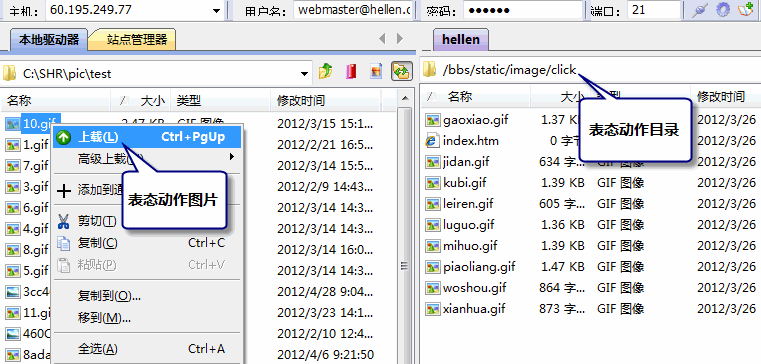 主机: 60.195.249.77 用户名: webmaster@hellen.c 密码: ●●●●●● 端口: 21
本地驱动器 站点管理器
C:\SHR\pic\test
名称 大小 类型 修改时间
10.gif 2.47 KB GIF 图像 2012/3/15 15:1...
1.gif 2012/2/21 16:5...
7.gif 2012/3/14 14:3...
3.gif 2012/2/9 14:43...
6.gif 2012/3/14 14:3...
4.gif 2012/3/14 14:3...
8.gif 2012/3/14 16:0...
5.gif 2012/3/14 14:3...
3cc4 2012/4/28 9:04...
11.gif 2012/3/23 14:1...
460C 2012/2/10 12:4...
8ada 2012/4/6 9:21:50
上载(L) Ctrl+PgUp
高级上载
添加到
剪切(T)
复制(C) Ctrl+C
粘贴(P) Ctrl+V
复制到(O)...
移到(M)...
全选(A) Ctrl+A
表态动作图片
hellen
/bbs/static/image/click
名称 大小 类型 修改时间
gaoxiao.gif 1.37 K 2012/3/26
index.htm 0 字节 2012/3/26
jidan.gif 634 字... 2012/3/26
kubi.gif 1.39 KB GIF 图像 2012/3/26
leiren.gif 605 字... GIF 图像 2012/3/26
luguo.gif 1.36 KB GIF 图像 2012/3/26
mihuo.gif 1.39 KB GIF 图像 2012/3/26
piaoliang.gif 1.47 KB GIF 图像 2012/3/26
woshou.gif 864 字... GIF 图像 2012/3/26
xianhua.gif 873 字... GIF 图像 2012/3/26
表态动作目录